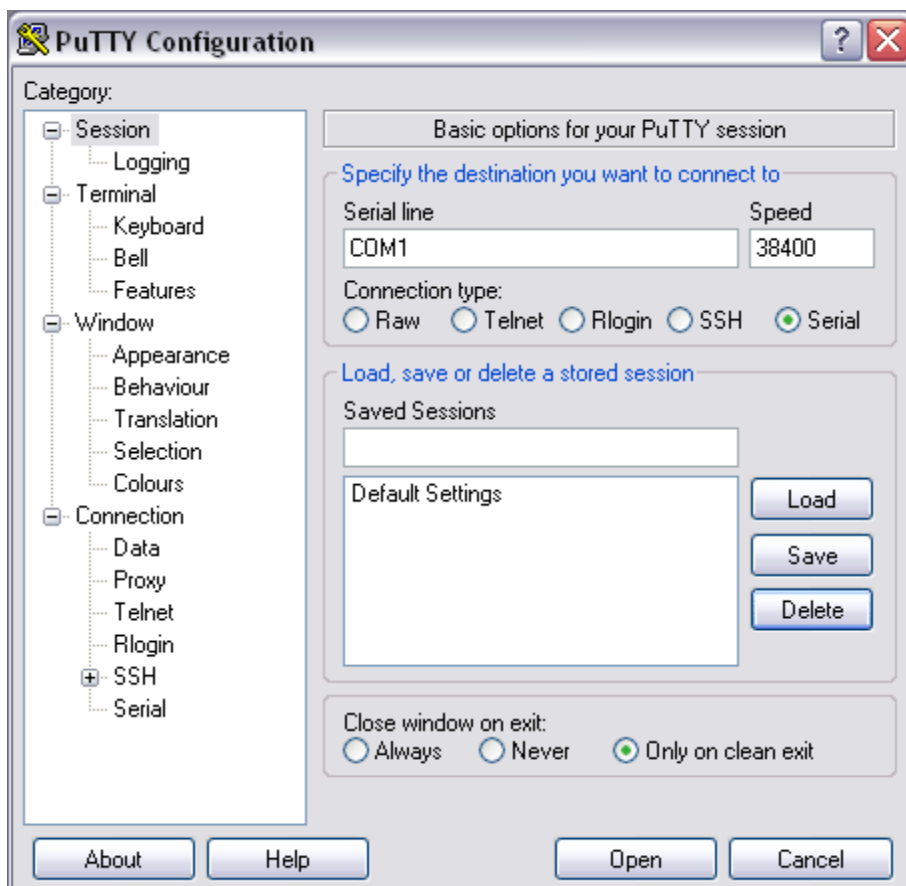 PuTTY Configuration
Category:
Session
Logging
Terminal
Keyboard
Bell
Features
Window
Appearance
Behaviour
Translation
Selection
Colours
Connection
Data
Proxy
Telnet
Rlogin
SSH
Serial
Basic options for your PuTTY session
Specify the destination you want to connect to
Serial line Speed
COM1 38400
Connection type:
Raw Telnet Rlogin SSH Serial
Load, save or delete a stored session
Saved Sessions
Default Settings
Load
Save
Delete
Close window on exit:
Always Never Only on clean exit
About Help Open Cancel